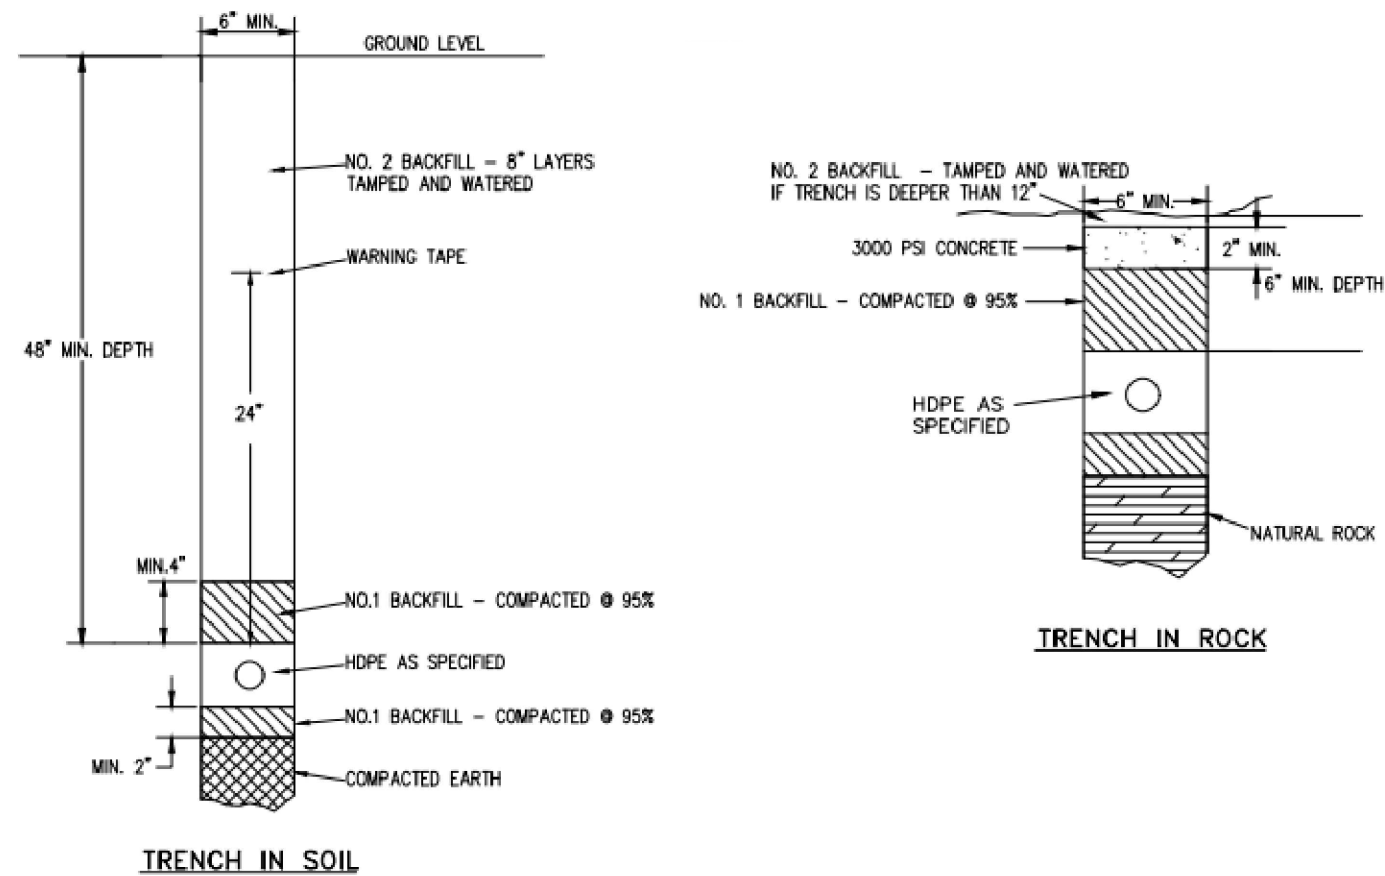 6" MIN.
GROUND LEVEL
NO. 2 BACKFILL - 8" LAYERS
TAMPED AND WATERED
WARNING TAPE
48" MIN. DEPTH
24"
MIN.4"
NO.1 BACKFILL - COMPACTED @ 95%
HDPE AS SPECIFIED
NO.1 BACKFILL - COMPACTED @ 95%
MIN. 2"
COMPACTED EARTH
TRENCH IN SOIL
NO. 2 BACKFILL - TAMPED AND WATERED
IF TRENCH IS DEEPER THAN 12"
6" MIN.
3000 PSI CONCRETE
2" MIN.
6" MIN. DEPTH
NO. 1 BACKFILL - COMPACTED @ 95%
HDPE AS
SPECIFIED
NATURAL ROCK
TRENCH IN ROCK